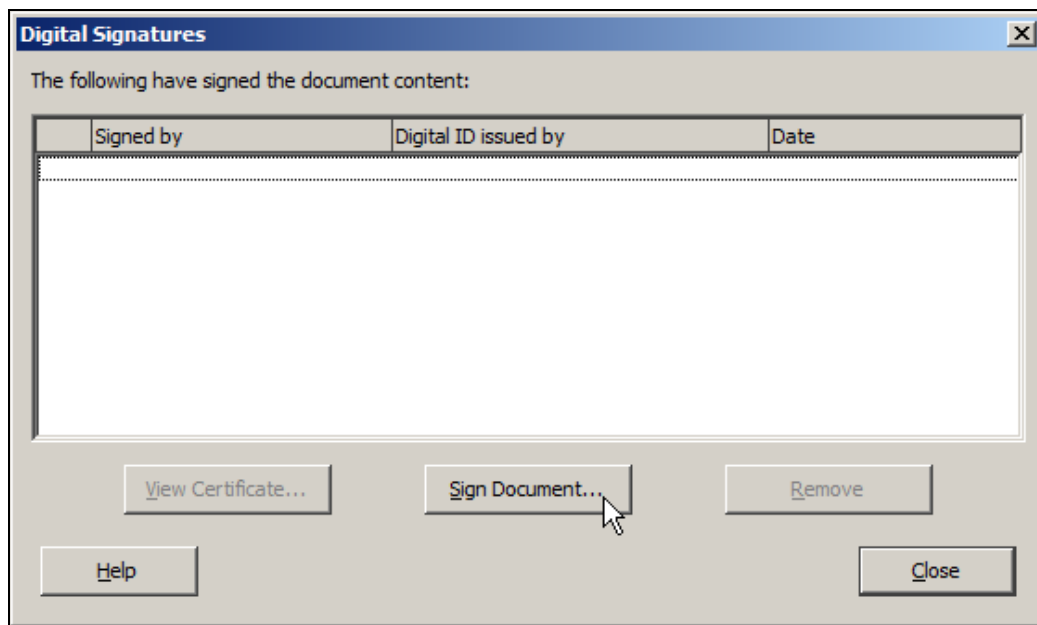 Digital Signatures
The following have signed the document content:
Signed by Digital ID issued by Date
View Certificate... Sign Document... Remove
Help Close